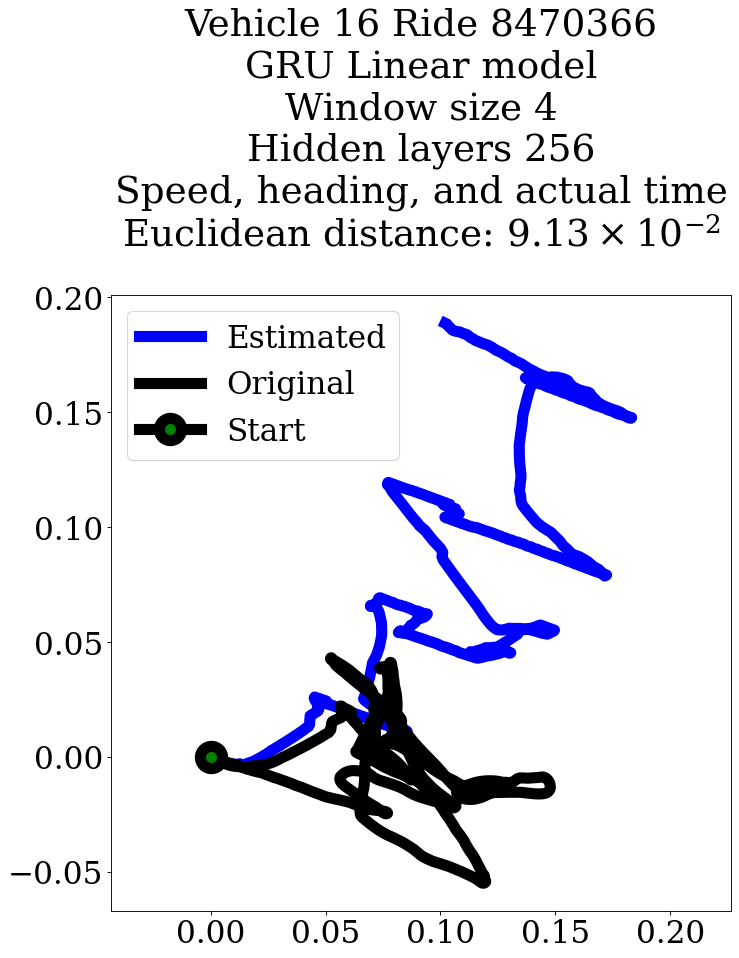 Vehicle 16 Ride 8470366
GRU Linear model
Window size 4
Hidden layers 256
Speed, heading, and actual time
Euclidean distance: 9.13 × 10⁻²
0.20
0.15
0.10
0.05
0.00
−0.05
Estimated
Original
Start
0.00 0.05 0.10 0.15 0.20